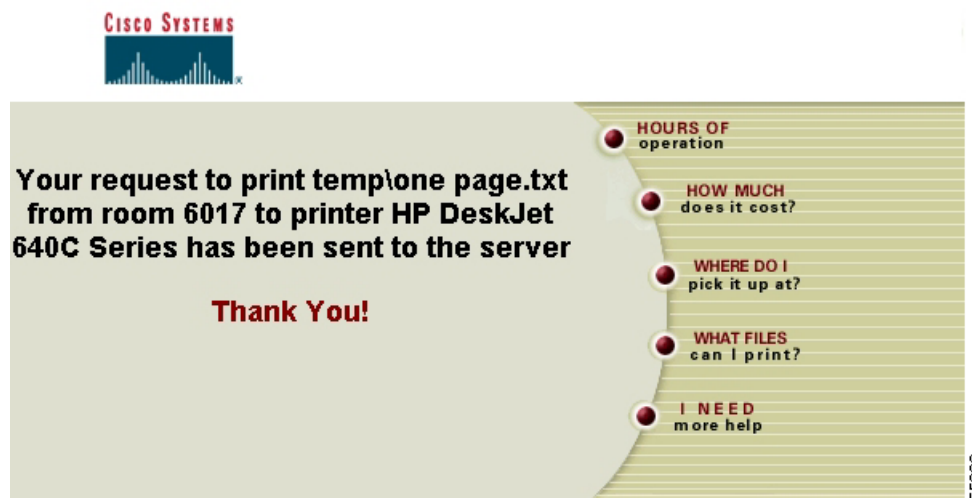 CISCO SYSTEMS
Your request to print temp\one page.txt
from room 6017 to printer HP DeskJet
640C Series has been sent to the server
Thank You!
HOURS OF
operation
HOW MUCH
does it cost?
WHERE DO I
pick it up at?
WHAT FILES
can I print?
I NEED
more help